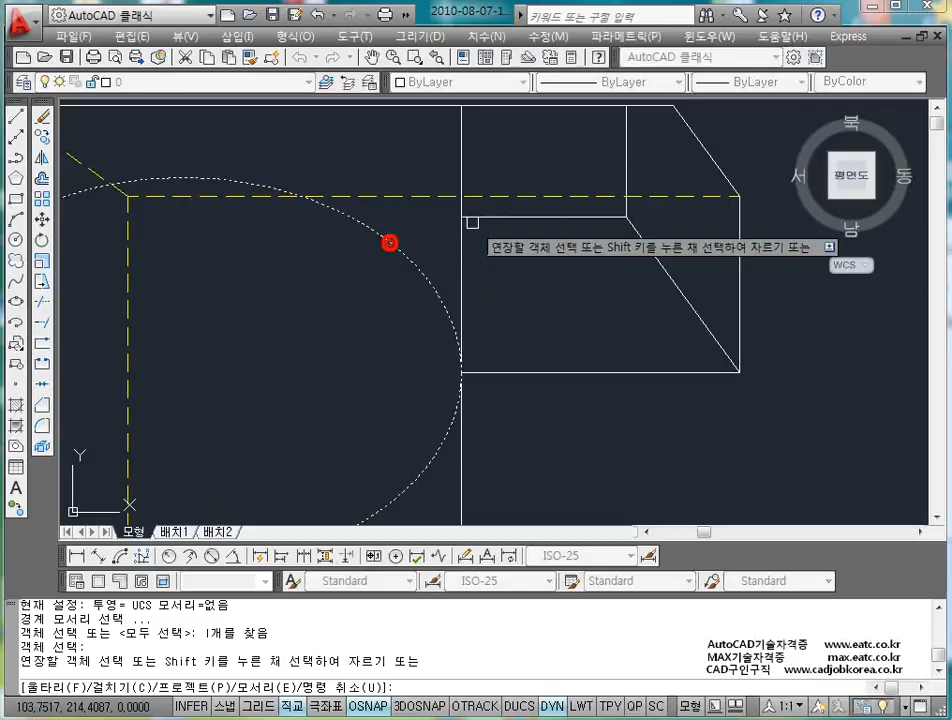 AutoCAD 클래식
2010-08-07-1...
키워드 또는 구절 입력
파일(F) 편집(E) 뷰(V) 삽입(I) 형식(O) 도구(T) 그리기(D) 치수(N) 수정(M) 파라메트릭(P) 윈도우(W) 도움말(H) Express
AutoCAD 클래식
0 ByLayer ByLayer ByLayer ByColor
북
서 평면도 동
남
연장할 객체 선택 또는 Shift 키를 누른 채 선택하여 자르기 또는
WCS
Y
X
A
모형 배치1 배치2
ISO-25
Standard ISO-25 Standard Standard
현재 설정: 투영= UCS 모서리=없음
경계 모서리 선택 ...
객체 선택 또는 <모두 선택>: 1개를 찾음
객체 선택:
연장할 객체 선택 또는 Shift 키를 누른 채 선택하여 자르기 또는
AutoCAD기술자격증 www.eatc.co.kr
MAX기술자격증 max.eatc.co.kr
CAD구인구직 www.cadjobkorea.co.kr
[울타리(F)/걸치기(C)/프로젝트(P)/모서리(E)/명령 취소(U)]:
103,7517, 214,4087, 0,0000 INFER 스냅 그리드 직교 극좌표 OSNAP 3DOSNAP OTRACK DUCS DYN LWT TPY QP SC 모형 1:1